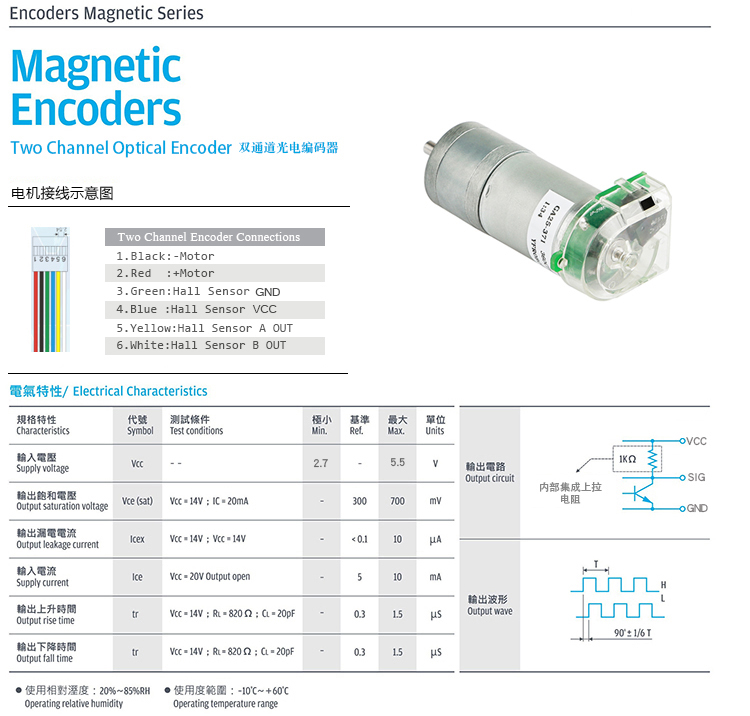 Encoders Magnetic Series
Magnetic
Encoders
Two Channel Optical Encoder 双通道光电编码器
电机接线示意图
2.54
654321
Two Channel Encoder Connections
1.Black:-Motor
2.Red :+Motor
3.Green:Hall Sensor GND
4.Blue :Hall Sensor VCC
5.Yellow:Hall Sensor A OUT
6.White:Hall Sensor B OUT
GA25-371
1:34
電氣特性/ Electrical Characteristics
規格特性 代號 測試條件 極小 基準 最大 單位
Characteristics Symbol Test conditions Min. Ref. Max. Units
輸入電壓
Supply voltage Vcc -- 2.7 - 5.5 V
輸出飽和電壓
Output saturation voltage Vce (sat) Vcc = 14V ; IC = 20mA - 300 700 mV
輸出漏電電流
Output leakage current Icex Vcc = 14V ; Vcc = 14V - < 0.1 10 μA
輸入電流
Supply current Ice Vcc = 20V Output open - 5 10 mA
輸出上升時間
Output rise time tr Vcc = 14V ; RL = 820 Ω ; CL = 20pF - 0.3 1.5 μS
輸出下降時間
Output fall time tr Vcc = 14V ; RL = 820 Ω ; CL = 20pF - 0.3 1.5 μS
輸出電路
Output circuit
VCC
1KΩ
SIG
内部集成上拉
电阻
GND
輸出波形
Output wave
T
H
L
90°± 1/6 T
● 使用相對溼度：20%~85%RH ● 使用度範圍：-10℃~ +60℃
Operating relative humidity Operating temperature range